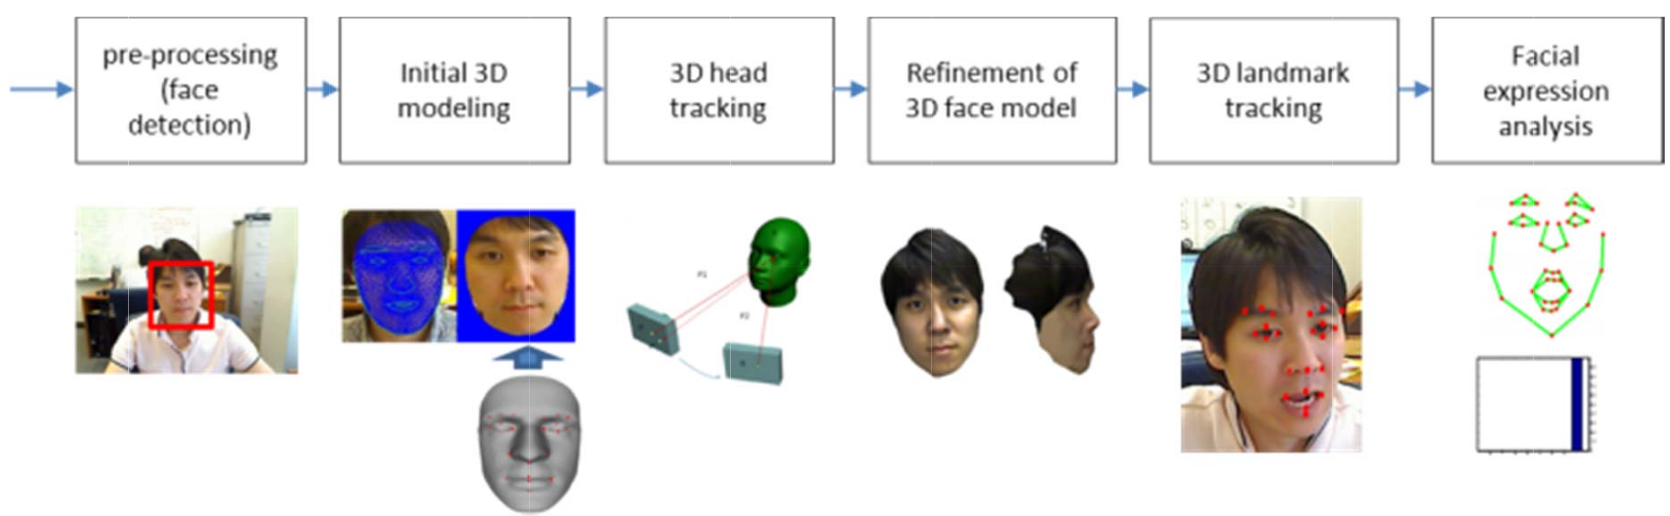 pre-processing
(face
detection)
Initial 3D
modeling
3D head
tracking
Refinement of
3D face model
3D landmark
tracking
Facial
expression
analysis
P1
P2